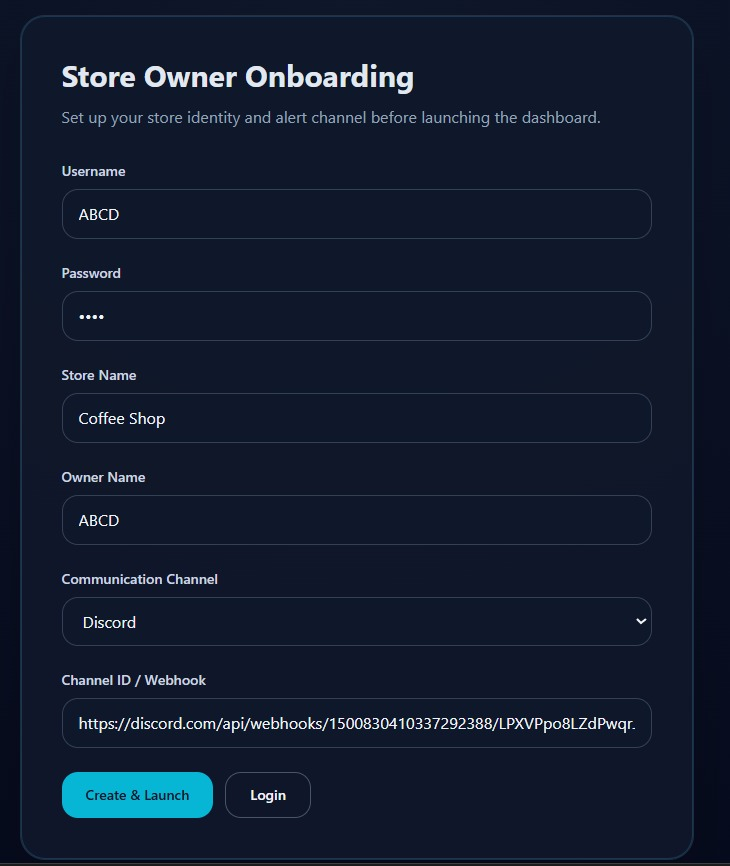 Store Owner Onboarding
Set up your store identity and alert channel before launching the dashboard.
Username
ABCD
Password
••••
Store Name
Coffee Shop
Owner Name
ABCD
Communication Channel
Discord
Channel ID / Webhook
https://discord.com/api/webhooks/1500830410337292388/LPXVPpo8LZdPwqr.
Create & Launch
Login